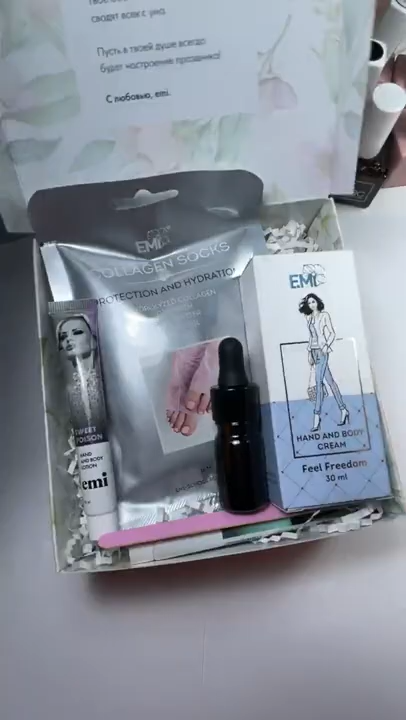 сводят всех с ума.
Пусть в твоей душе всегда
будет настроение праздника!
С любовью, emi.
EMI
COLLAGEN SOCKS
PROTECTION AND HYDRATION
COLLAGEN
SWEET
POISON
HAND
AND BODY
LOTION
emi
EMI
HAND AND BODY
CREAM
Feel Freedom
30 ml